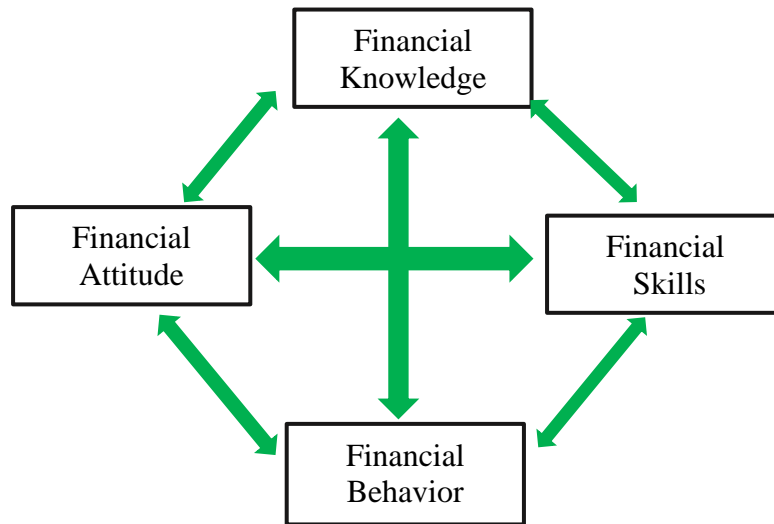 Financial
Knowledge
Financial
Attitude
Financial
Skills
Financial
Behavior